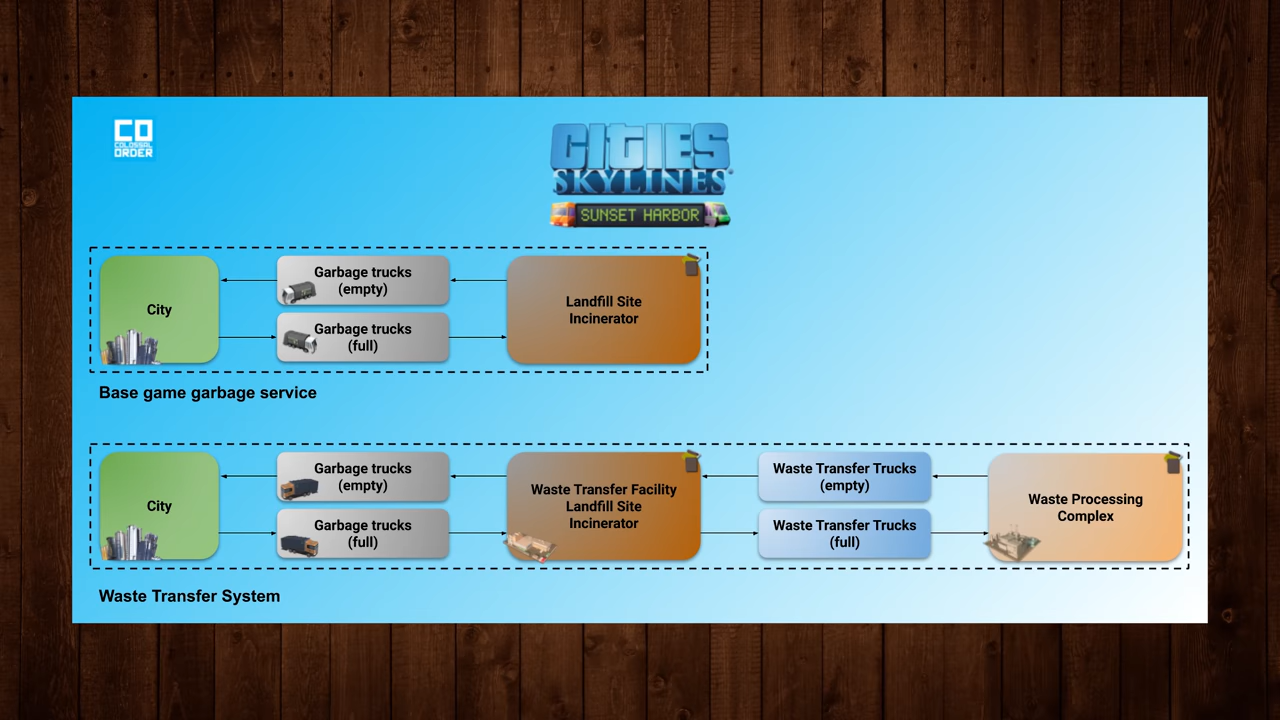 CO
COLOSSAL
ORDER
CITIES
SKYLINES
SUNSET HARBOR
City
Garbage trucks
(empty)
Garbage trucks
(full)
Landfill Site
Incinerator
Base game garbage service
City
Garbage trucks
(empty)
Garbage trucks
(full)
Waste Transfer Facility
Landfill Site
Incinerator
Waste Transfer Trucks
(empty)
Waste Transfer Trucks
(full)
Waste Processing
Complex
Waste Transfer System